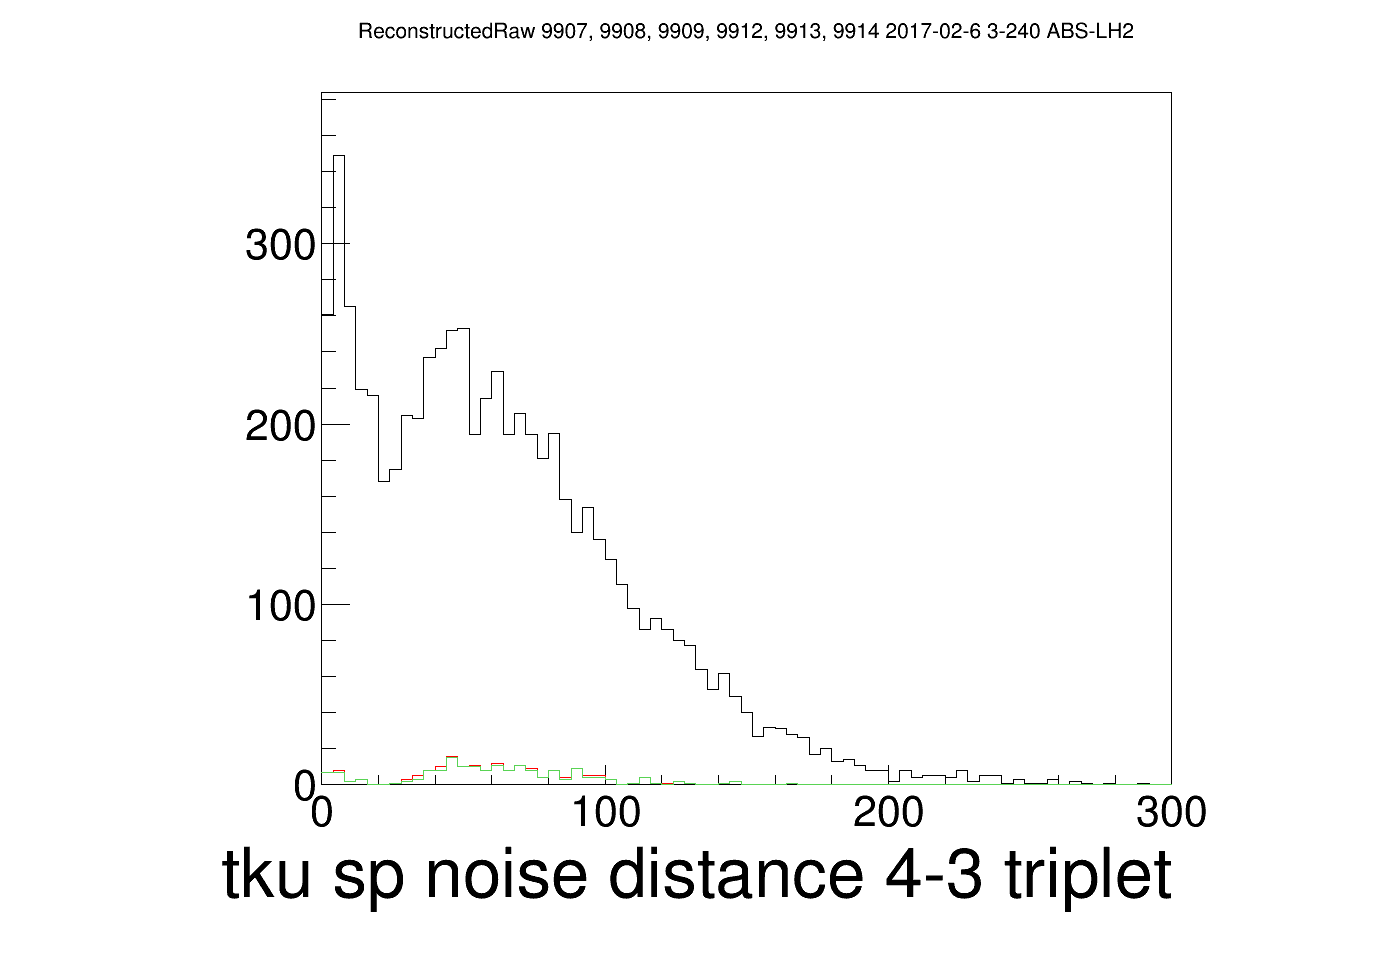 ReconstructedRaw 9907, 9908, 9909, 9912, 9913, 9914 2017-02-6 3-240 ABS-LH2
300
200
100
0
0 100 200 300
tku sp noise distance 4-3 triplet